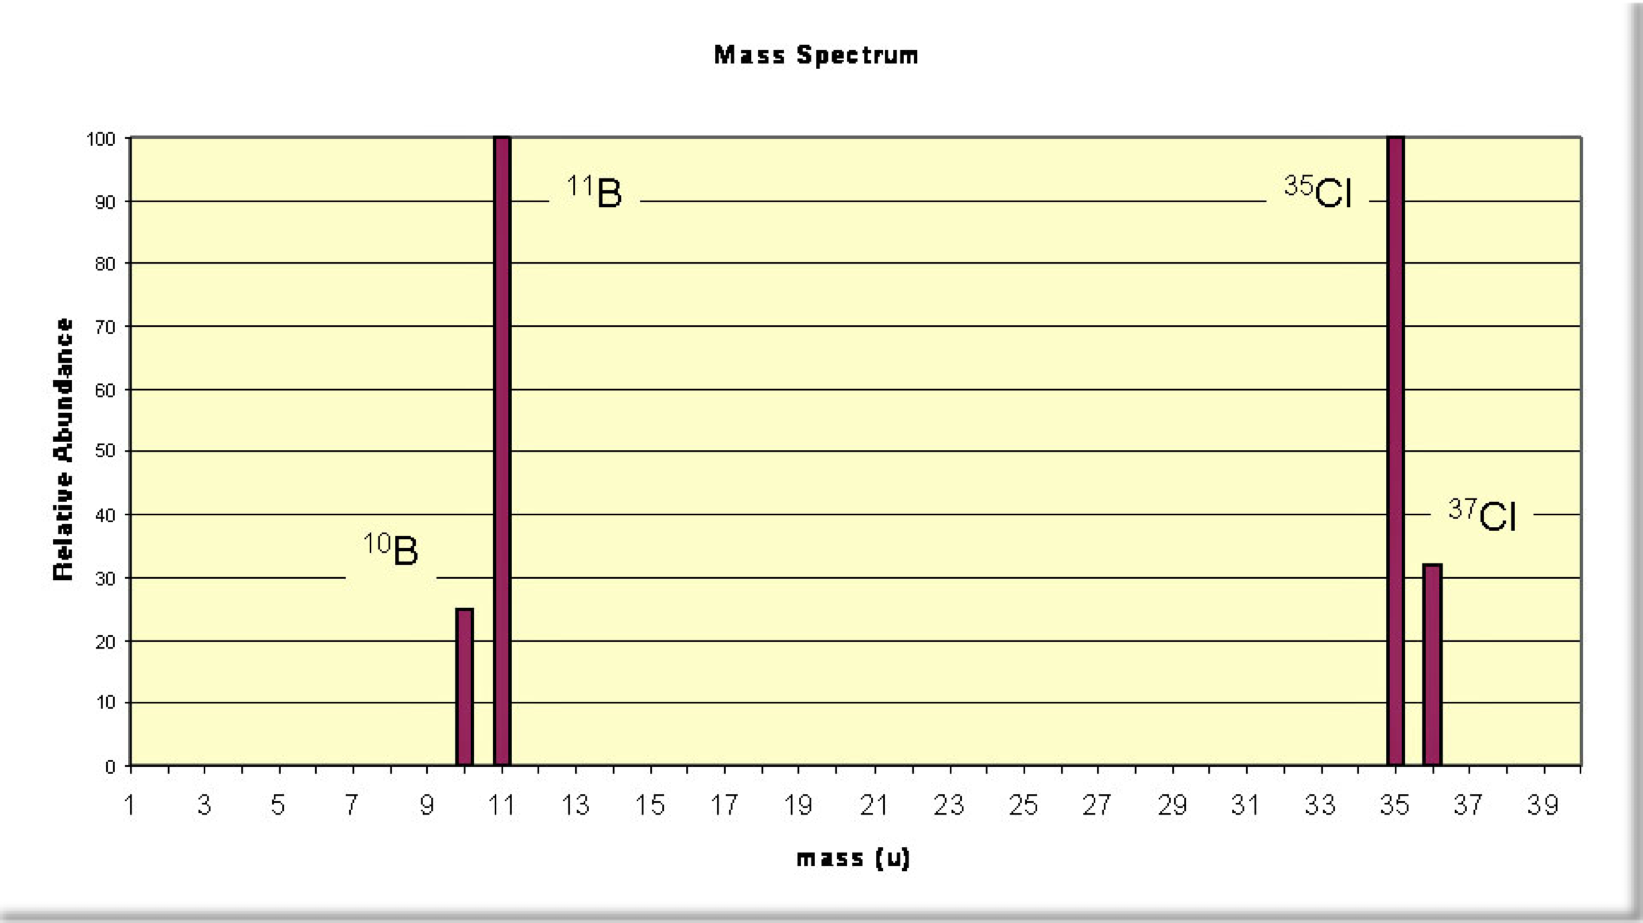 Mass Spectrum
Relative Abundance
100
90
80
70
60
50
40
30
20
10
0
¹¹B
³⁵Cl
³⁷Cl
¹⁰B
1 3 5 7 9 11 13 15 17 19 21 23 25 27 29 31 33 35 37 39
mass (u)